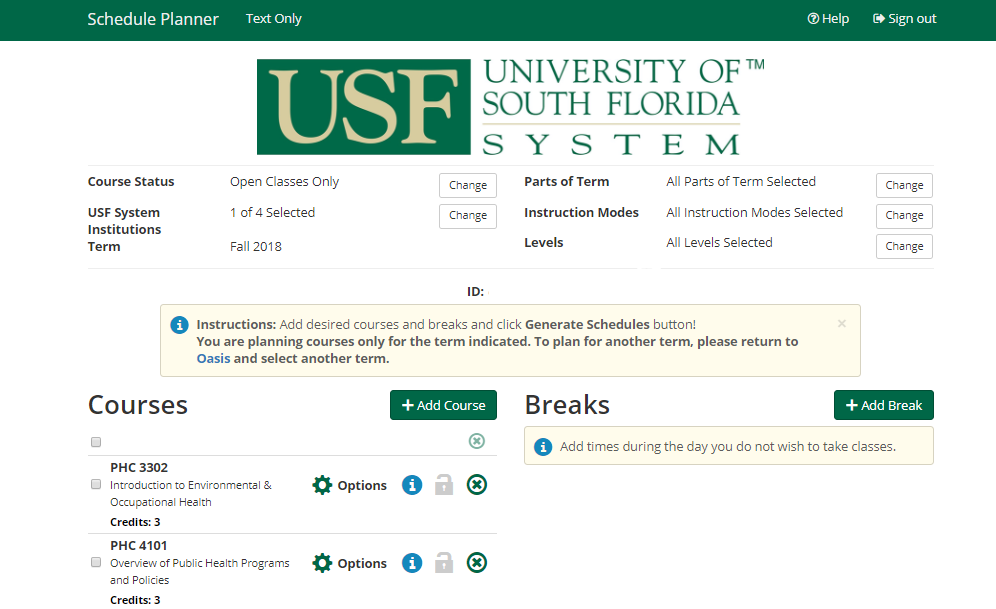 Schedule Planner Text Only Help Sign out
USF UNIVERSITY OF™
SOUTH FLORIDA
SYSTEM
Course Status Open Classes Only Change
USF System Institutions 1 of 4 Selected Change
Term Fall 2018
Parts of Term All Parts of Term Selected Change
Instruction Modes All Instruction Modes Selected Change
Levels All Levels Selected Change
ID:
Instructions: Add desired courses and breaks and click Generate Schedules button! ×
You are planning courses only for the term indicated. To plan for another term, please return to
Oasis and select another term.
Courses + Add Course
PHC 3302
Introduction to Environmental &
Occupational Health
Options
Credits: 3
PHC 4101
Overview of Public Health Programs
and Policies
Options
Credits: 3
Breaks + Add Break
Add times during the day you do not wish to take classes.